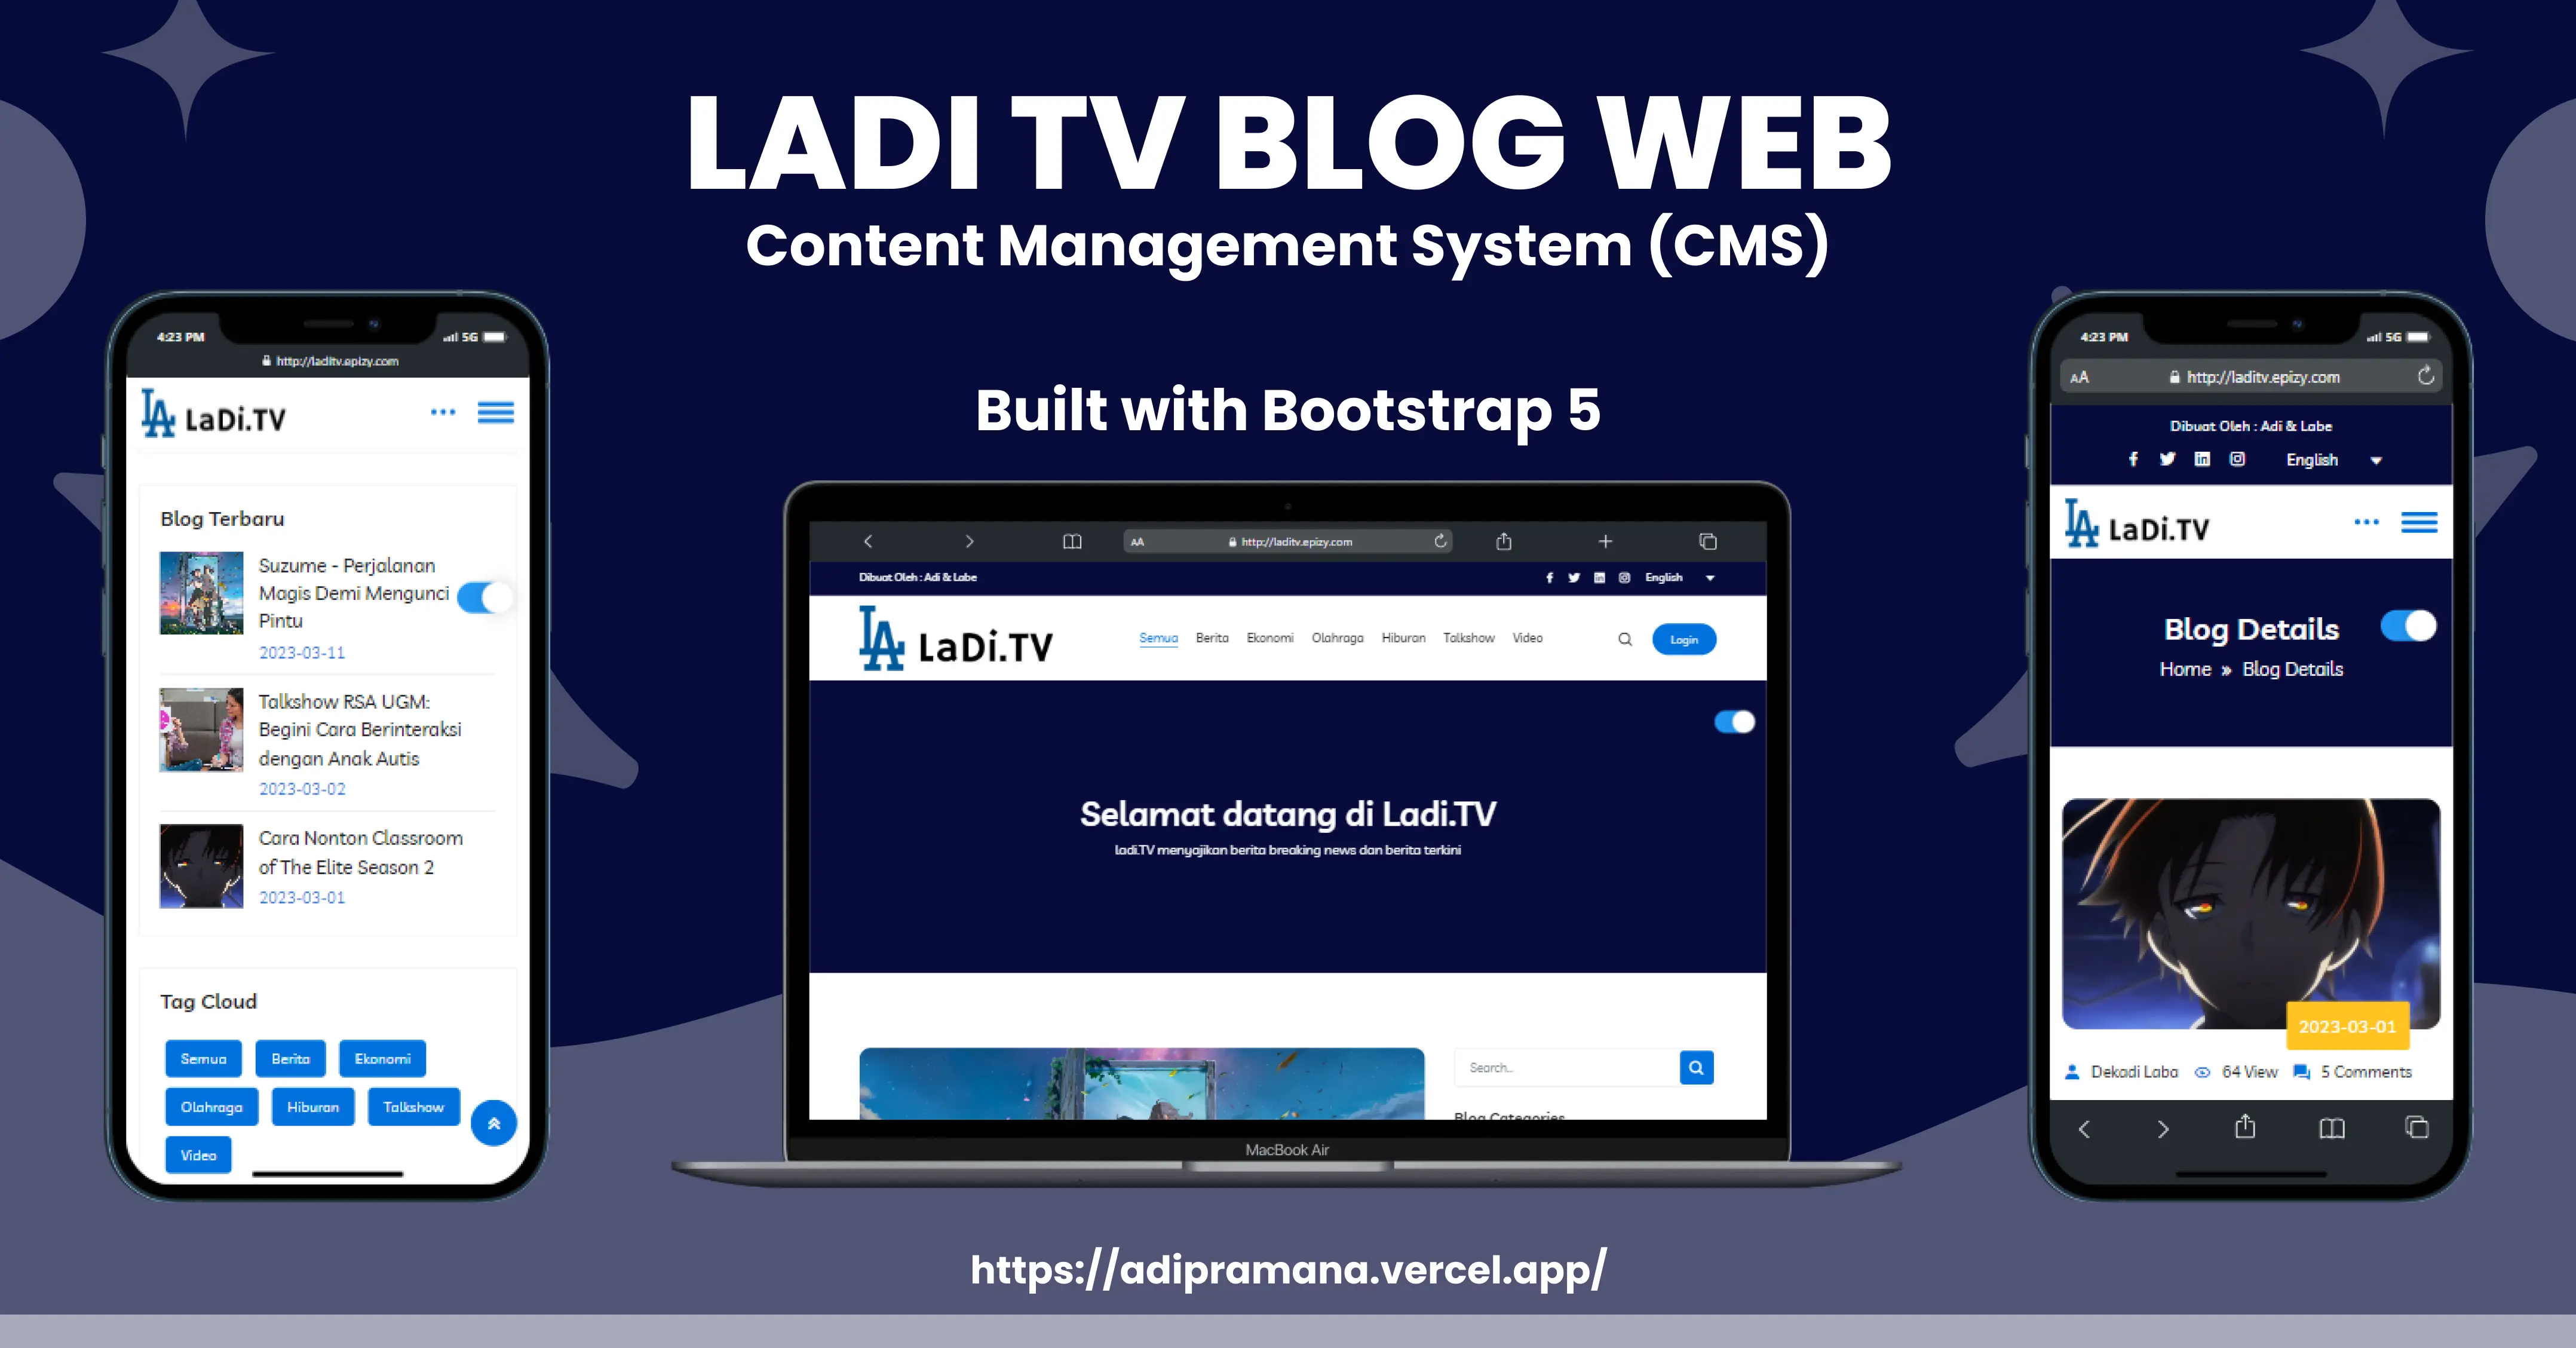 LADI TV BLOG WEB
Content Management System (CMS)
Built with Bootstrap 5
4:23 PM
5G
http://laditv.epizy.com
LA LaDi.TV
Blog Terbaru
Suzume - Perjalanan
Magis Demi Mengunci
Pintu
2023-03-11
Talkshow RSA UGM:
Begini Cara Berinteraksi
dengan Anak Autis
2023-03-02
Cara Nonton Classroom
of The Elite Season 2
2023-03-01
Tag Cloud
Semua Berita Ekonomi
Olahraga Hiburan Talkshow
Video
AA http://laditv.epizy.com
Dibuat Oleh : Adi & Labe
English
LA LaDi.TV
Semua Berita Ekonomi Olahraga Hiburan Talkshow Video
Login
Selamat datang di Ladi.TV
ladi.TV menyajikan berita breaking news dan berita terkini
Search...
Blog Categories
MacBook Air
4:23 PM
5G
AA http://laditv.epizy.com
Dibuat Oleh : Adi & Labe
English
LA LaDi.TV
Blog Details
Home » Blog Details
2023-03-01
Dekadi Laba 64 View 5 Comments
https://adipramana.vercel.app/